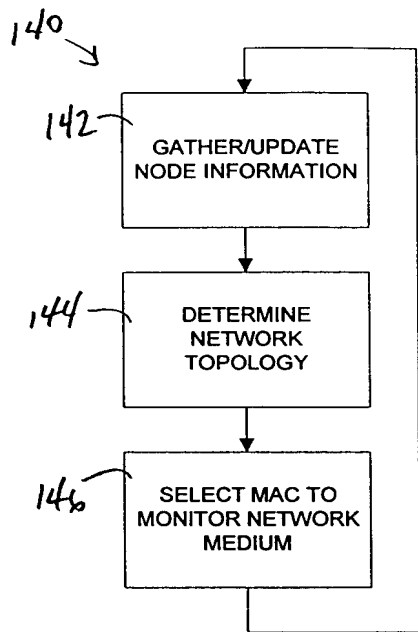 140
142
GATHER/UPDATE
NODE INFORMATION
144
DETERMINE
NETWORK
TOPOLOGY
146
SELECT MAC TO
MONITOR NETWORK
MEDIUM